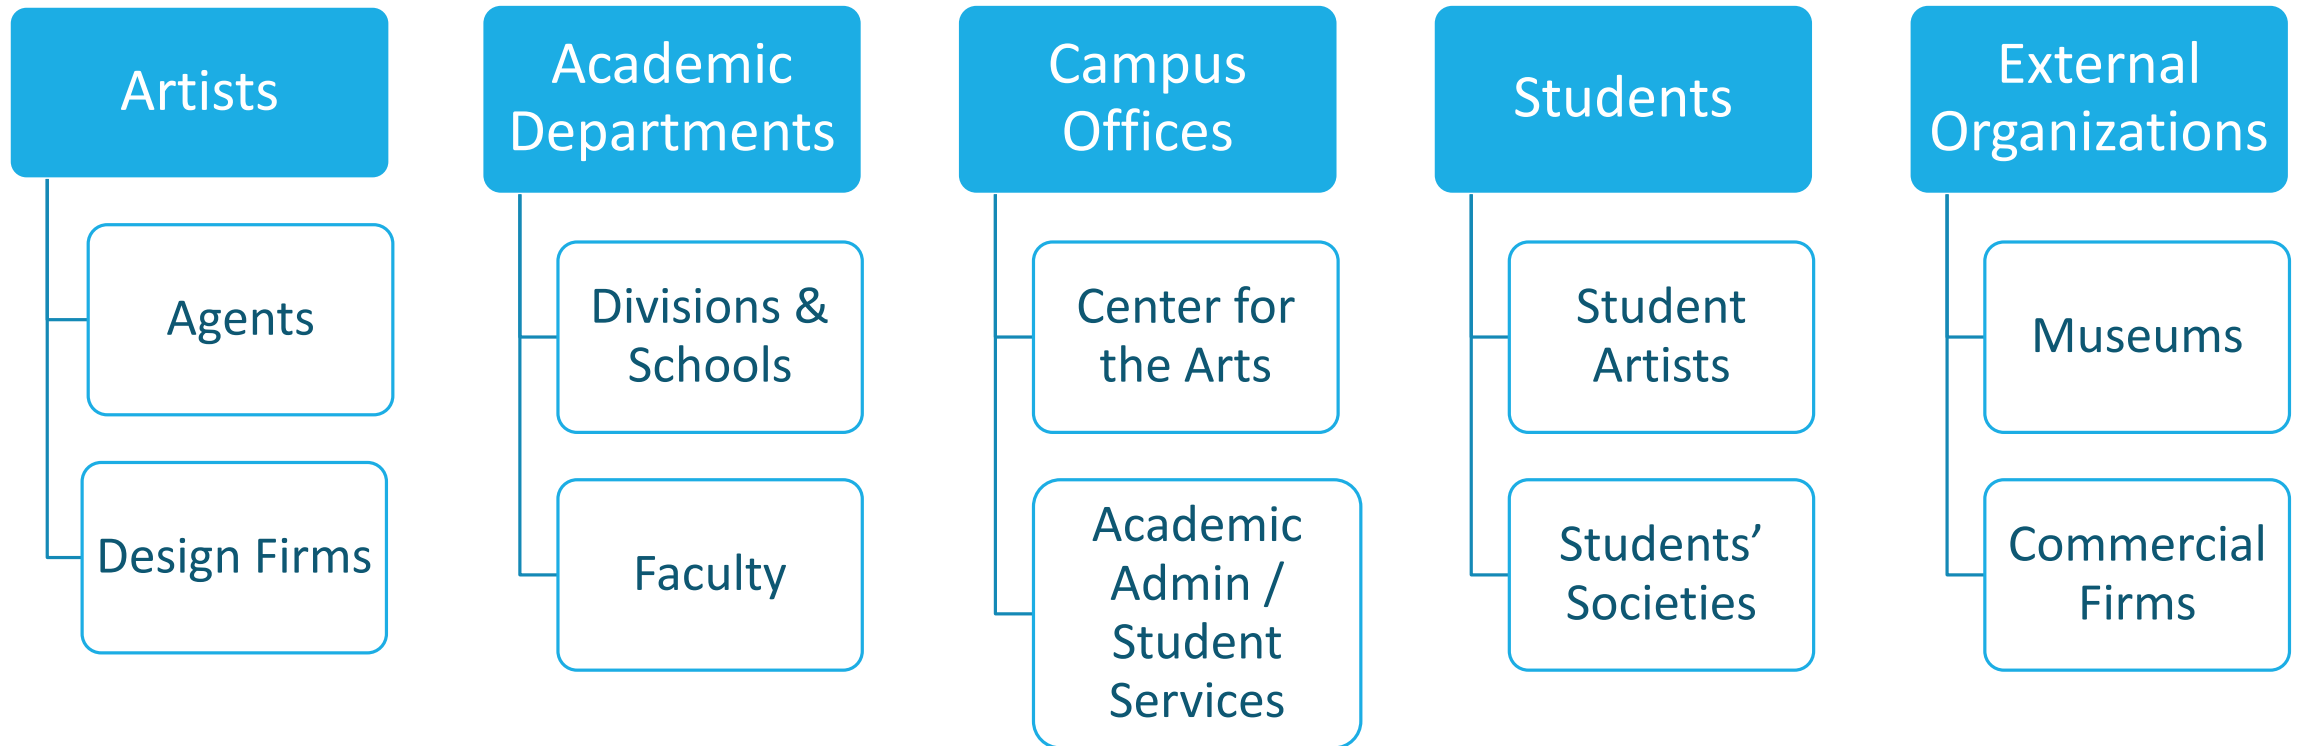 Artists
Agents
Design Firms
Academic
Departments
Divisions &
Schools
Faculty
Campus
Offices
Center for
the Arts
Academic
Admin /
Student
Services
Students
Student
Artists
Students’
Societies
External
Organizations
Museums
Commercial
Firms